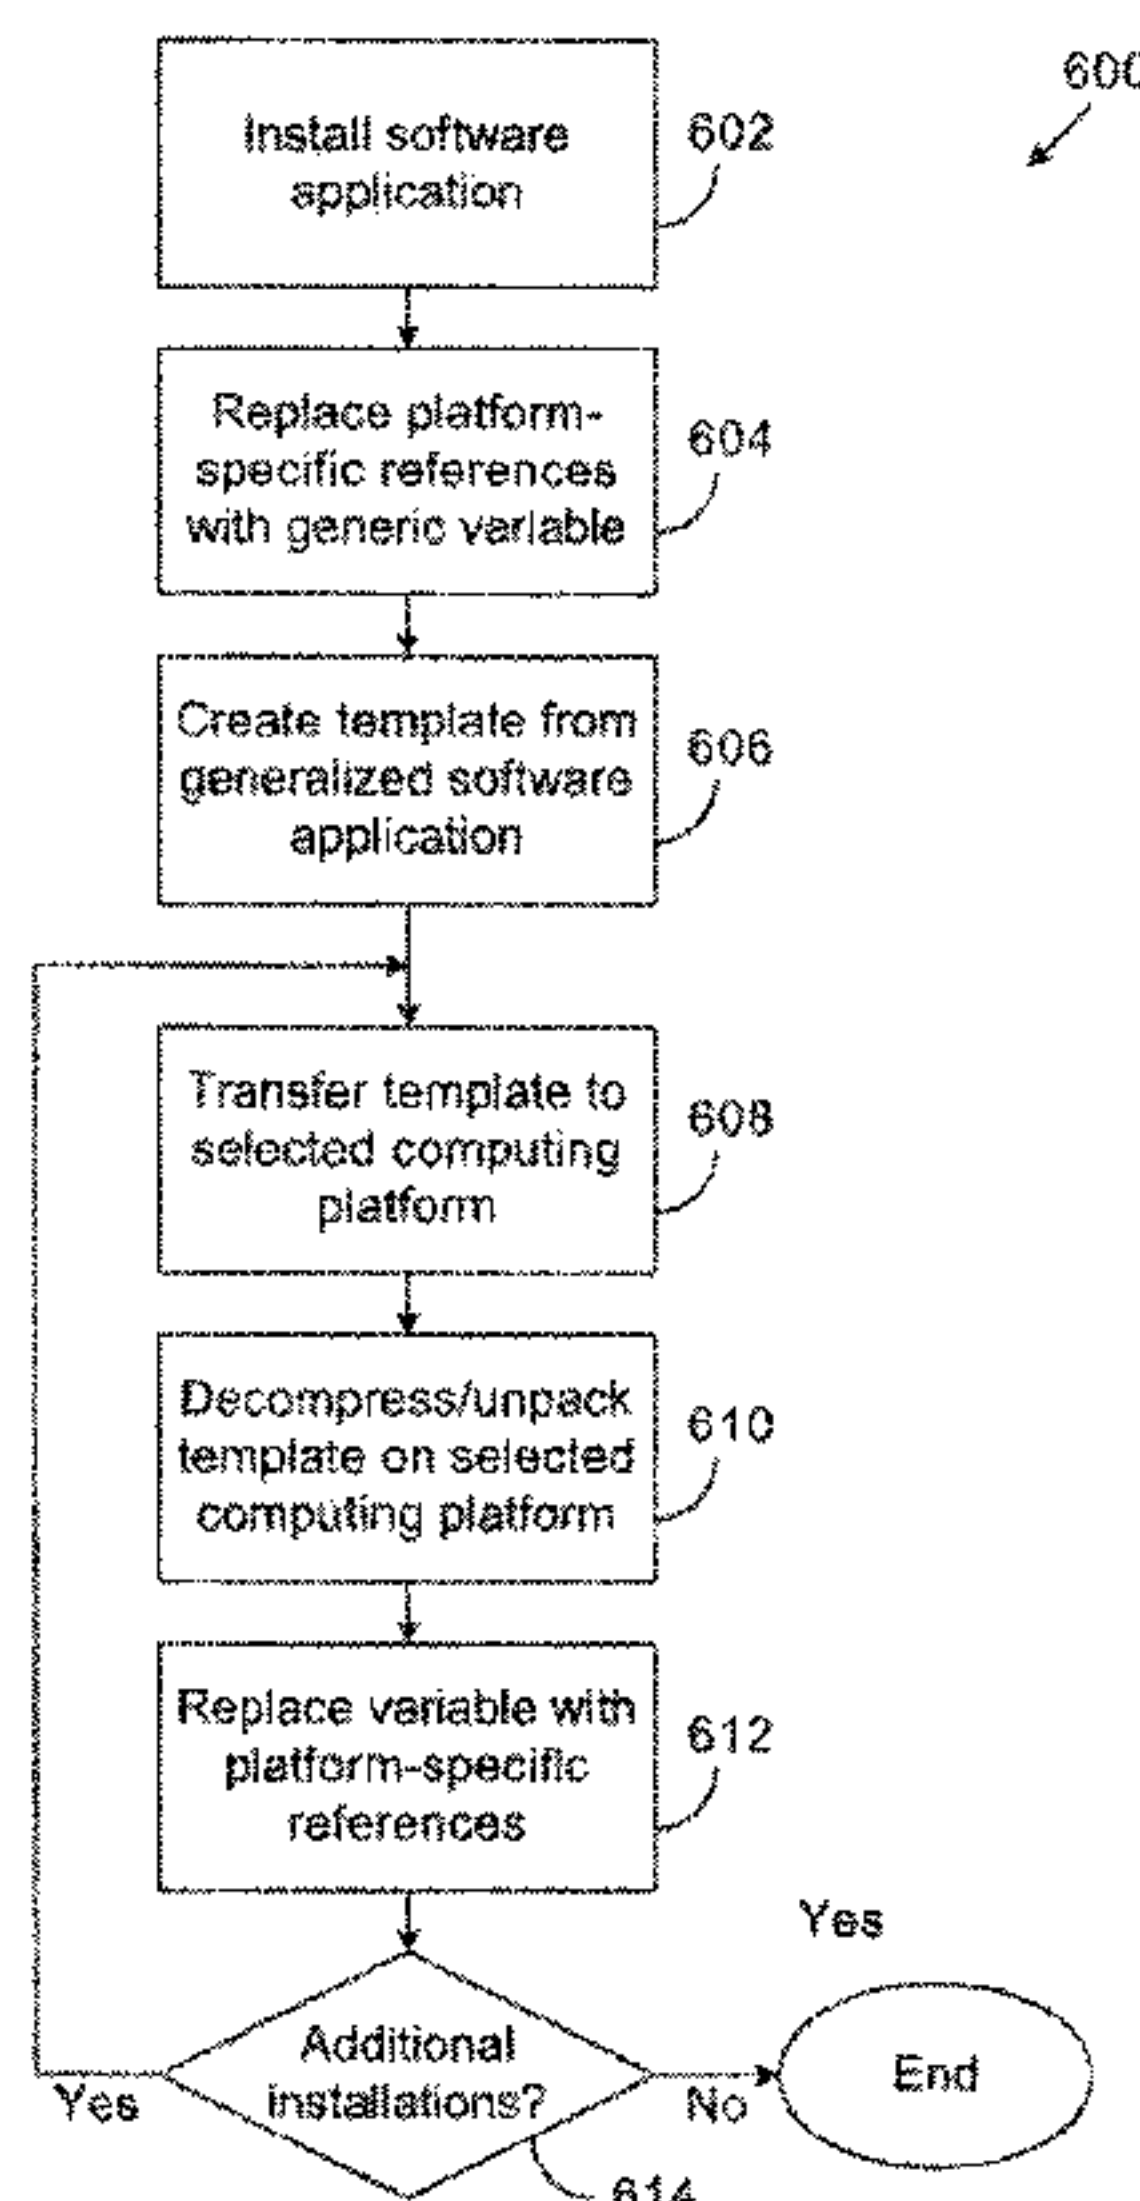 600
Install software
application
602
Replace platform-
specific references
with generic variable
604
Create template from
generalized software
application
606
Transfer template to
selected computing
platform
608
Decompress/unpack
template on selected
computing platform
610
Replace variable with
platform-specific
references
612
Yes
Additional
installations?
Yes
No
End
614